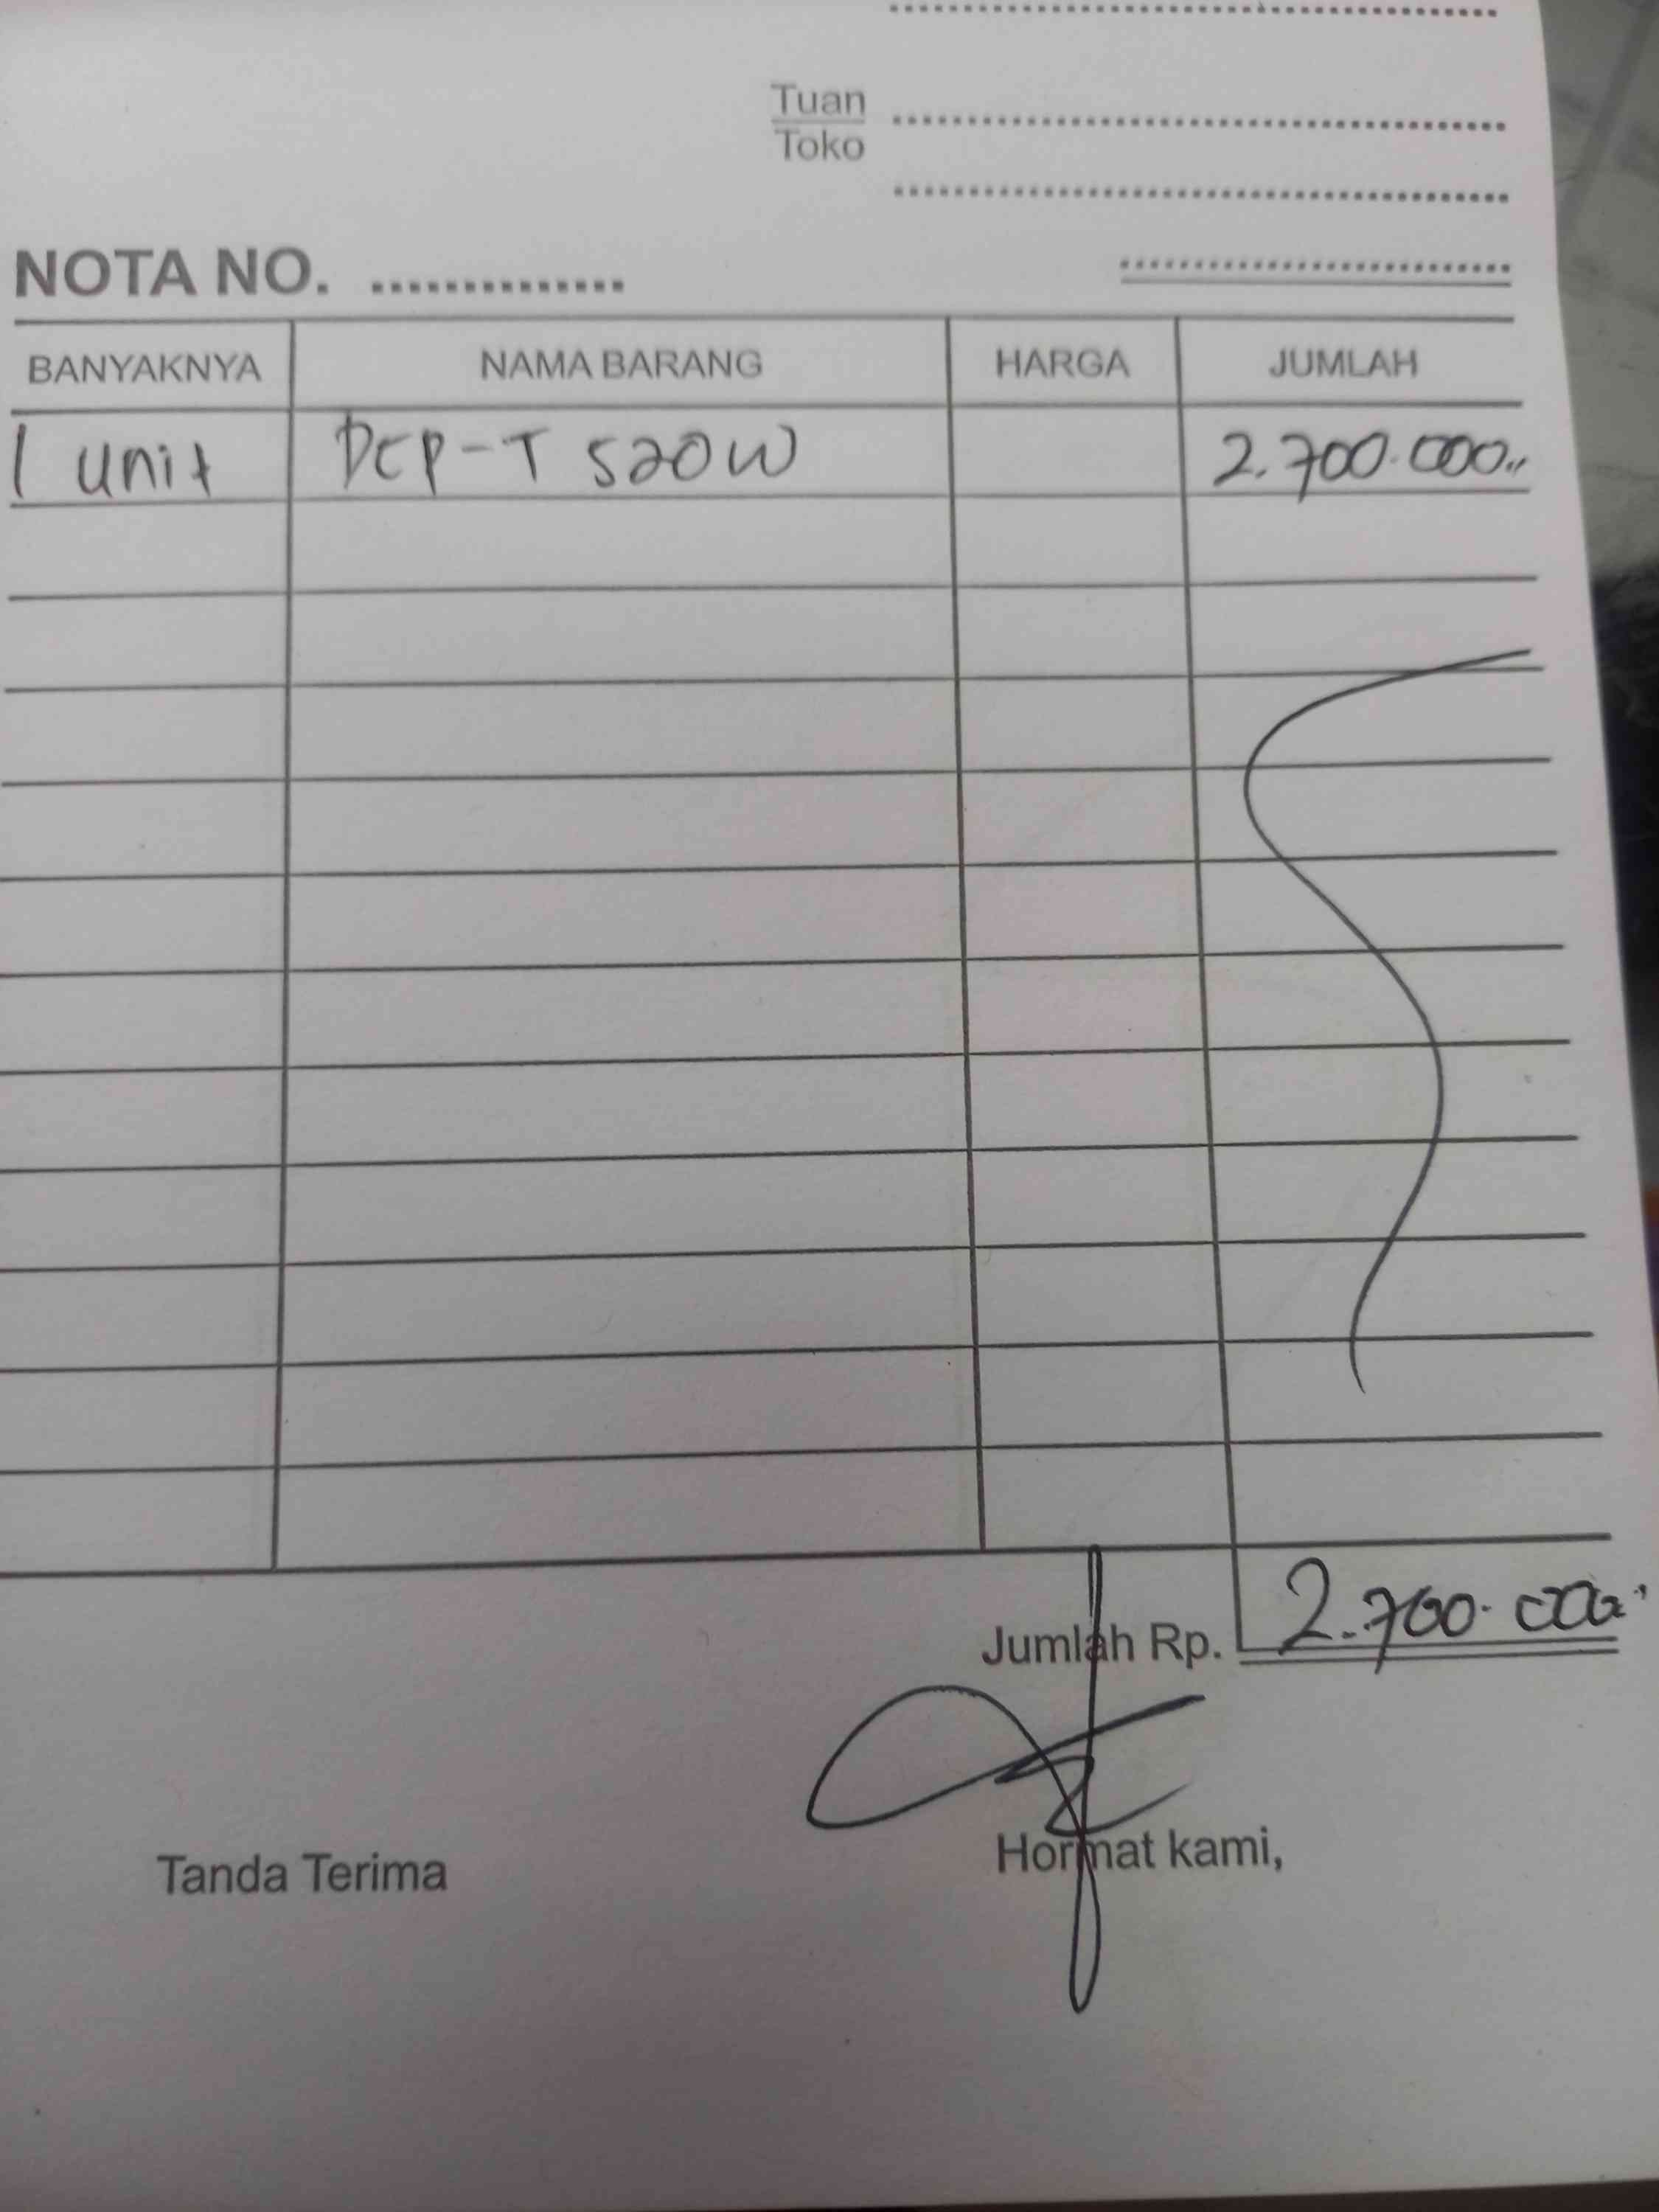 Tuan
Toko
NOTA NO. ..............
BANYAKNYA NAMA BARANG HARGA JUMLAH
1 unit DCP-T 520W 2.700.000,,
Jumlah Rp. 2.700.000,,
Tanda Terima Hormat kami,